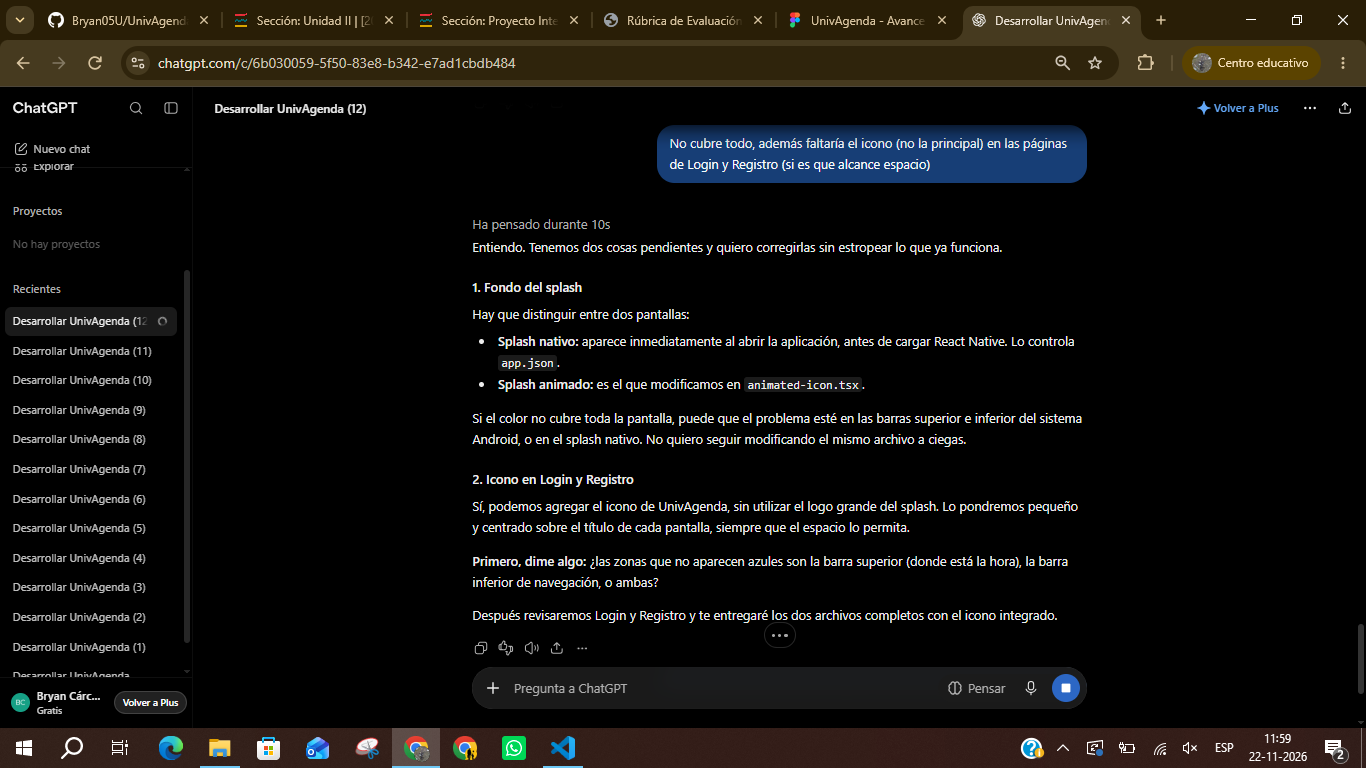 Bryan05U/UnivAgenda
Sección: Unidad II | [20
Sección: Proyecto Inte
Rúbrica de Evaluación
UnivAgenda - Avance
Desarrollar UnivAgen
chatgpt.com/c/6b030059-5f50-83e8-b342-e7ad1cbdb484
Centro educativo
ChatGPT
Desarrollar UnivAgenda (12)
Volver a Plus
Nuevo chat
Explorar
Proyectos
No hay proyectos
Recientes
Desarrollar UnivAgenda (12
Desarrollar UnivAgenda (11)
Desarrollar UnivAgenda (10)
Desarrollar UnivAgenda (9)
Desarrollar UnivAgenda (8)
Desarrollar UnivAgenda (7)
Desarrollar UnivAgenda (6)
Desarrollar UnivAgenda (5)
Desarrollar UnivAgenda (4)
Desarrollar UnivAgenda (3)
Desarrollar UnivAgenda (2)
Desarrollar UnivAgenda (1)
Desarrollar UnivAgenda
BC
Bryan Cárc...
Gratis
Volver a Plus
No cubre todo, además faltaría el icono (no la principal) en las páginas
de Login y Registro (si es que alcance espacio)
Ha pensado durante 10s
Entiendo. Tenemos dos cosas pendientes y quiero corregirlas sin estropear lo que ya funciona.
1. Fondo del splash
Hay que distinguir entre dos pantallas:
• Splash nativo: aparece inmediatamente al abrir la aplicación, antes de cargar React Native. Lo controla
app.json.
• Splash animado: es el que modificamos en animated-icon.tsx.
Si el color no cubre toda la pantalla, puede que el problema esté en las barras superior e inferior del sistema
Android, o en el splash nativo. No quiero seguir modificando el mismo archivo a ciegas.
2. Icono en Login y Registro
Sí, podemos agregar el icono de UnivAgenda, sin utilizar el logo grande del splash. Lo pondremos pequeño
y centrado sobre el título de cada pantalla, siempre que el espacio lo permita.
Primero, dime algo: ¿las zonas que no aparecen azules son la barra superior (donde está la hora), la barra
inferior de navegación, o ambas?
Después revisaremos Login y Registro y te entregaré los dos archivos completos con el icono integrado.
Pregunta a ChatGPT
Pensar
ESP
11:59
22-11-2026
2